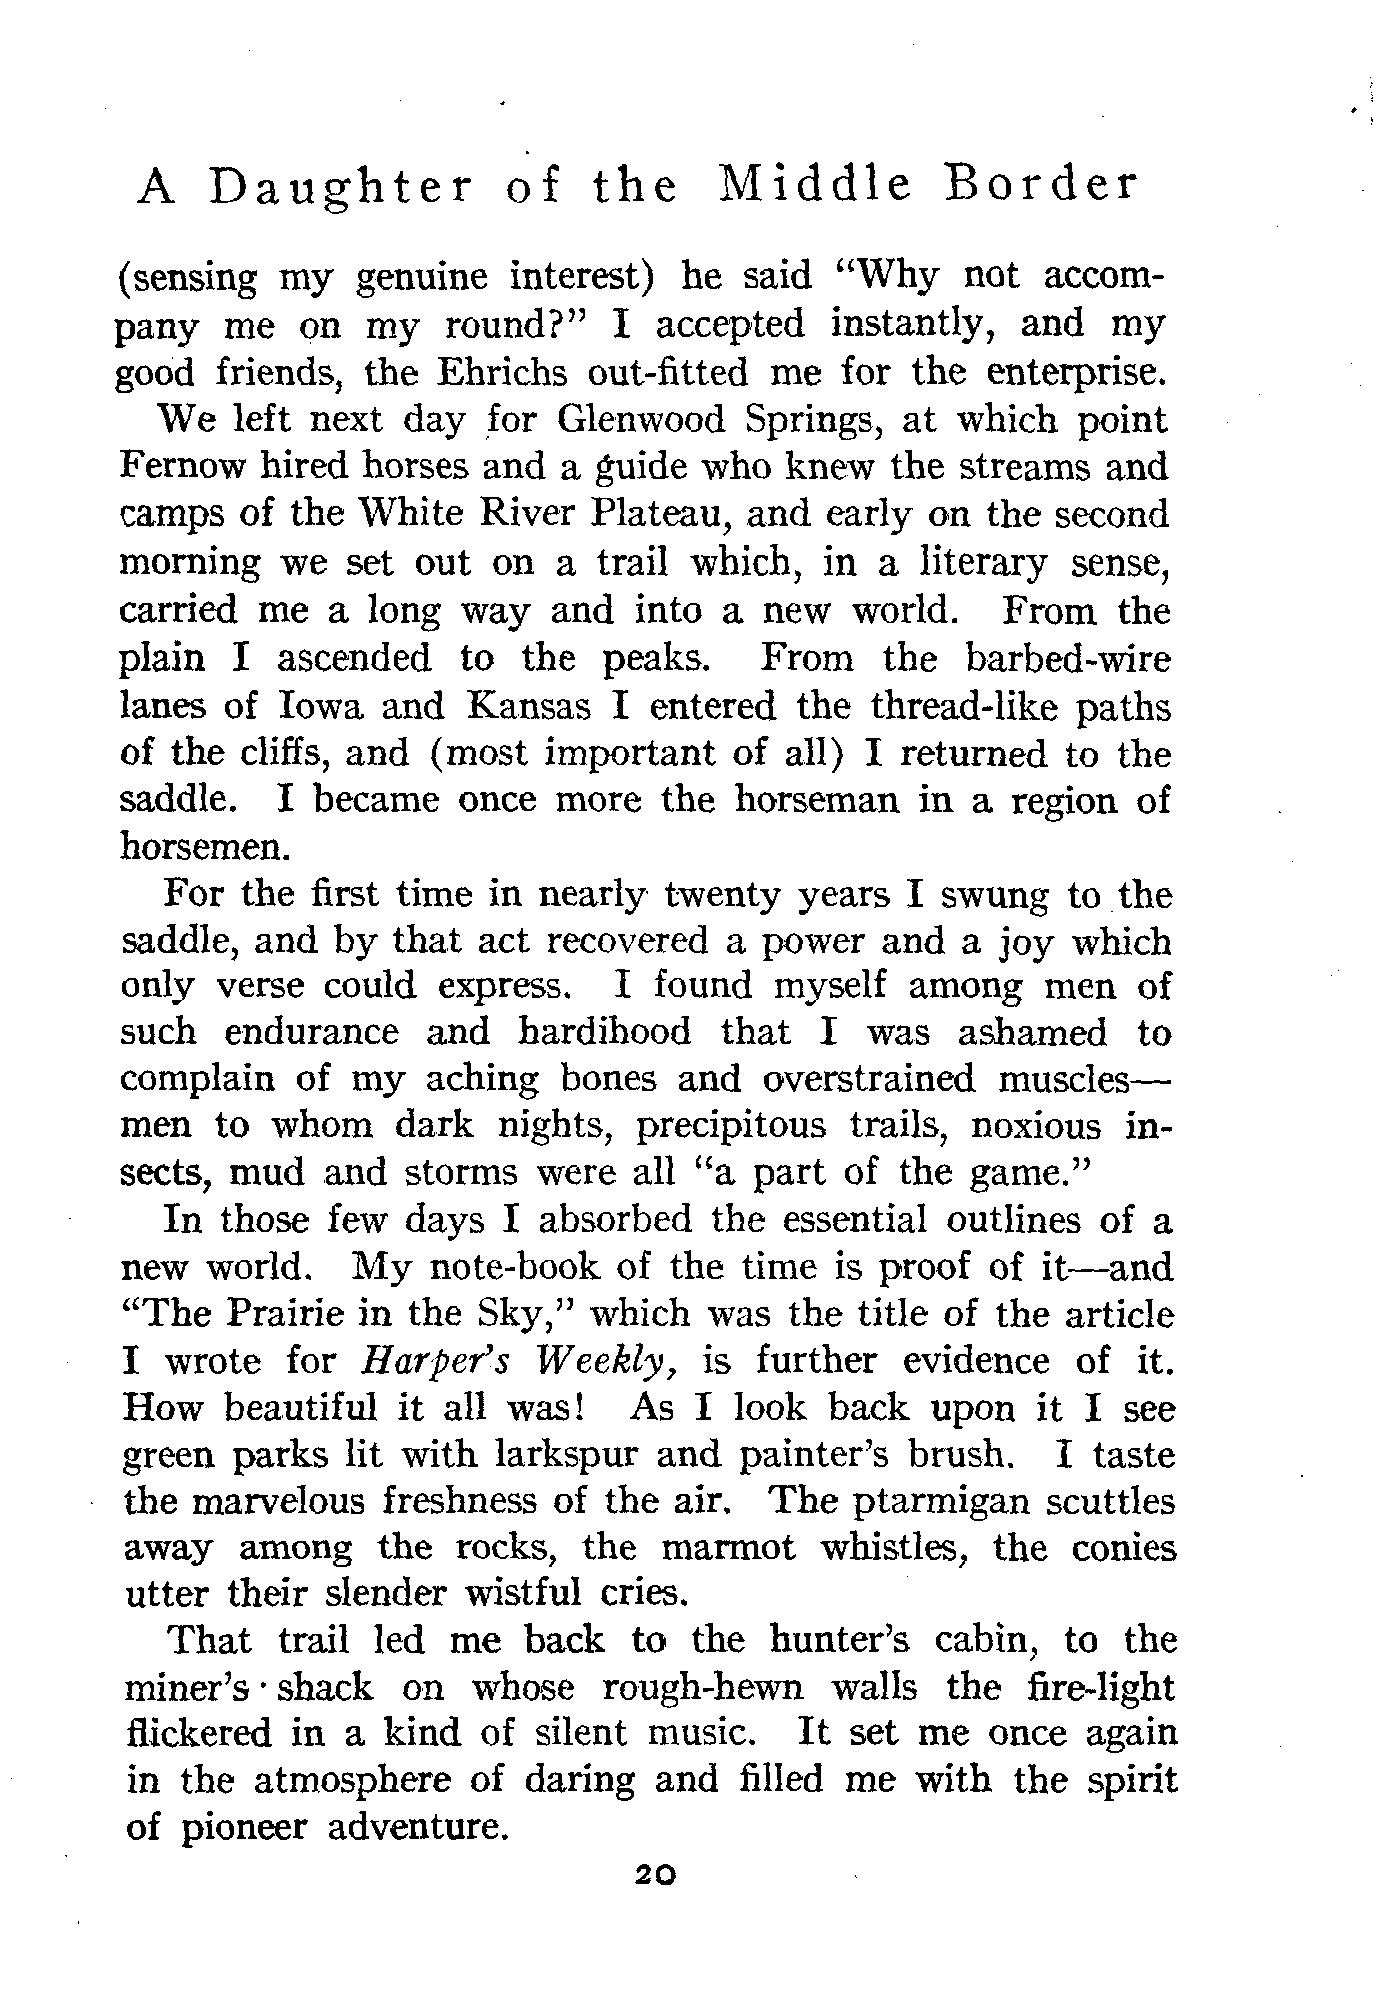 A Daughter of the Middle Border
(sensing my genuine interest) he said “Why not accom-
pany me on my round?” I accepted instantly, and my
good friends, the Ehrichs out-fitted me for the enterprise.
We left next day for Glenwood Springs, at which point
Fernow hired horses and a guide who knew the streams and
camps of the White River Plateau, and early on the second
morning we set out on a trail which, in a literary sense,
carried me a long way and into a new world. From the
plain I ascended to the peaks. From the barbed-wire
lanes of Iowa and Kansas I entered the thread-like paths
of the cliffs, and (most important of all) I returned to the
saddle. I became once more the horseman in a region of
horsemen.
For the first time in nearly twenty years I swung to the
saddle, and by that act recovered a power and a joy which
only verse could express. I found myself among men of
such endurance and hardihood that I was ashamed to
complain of my aching bones and overstrained muscles—
men to whom dark nights, precipitous trails, noxious in-
sects, mud and storms were all “a part of the game.”
In those few days I absorbed the essential outlines of a
new world. My note-book of the time is proof of it—and
“The Prairie in the Sky,” which was the title of the article
I wrote for Harper’s Weekly, is further evidence of it.
How beautiful it all was! As I look back upon it I see
green parks lit with larkspur and painter’s brush. I taste
the marvelous freshness of the air. The ptarmigan scuttles
away among the rocks, the marmot whistles, the conies
utter their slender wistful cries.
That trail led me back to the hunter’s cabin, to the
miner’s shack on whose rough-hewn walls the fire-light
flickered in a kind of silent music. It set me once again
in the atmosphere of daring and filled me with the spirit
of pioneer adventure.
20